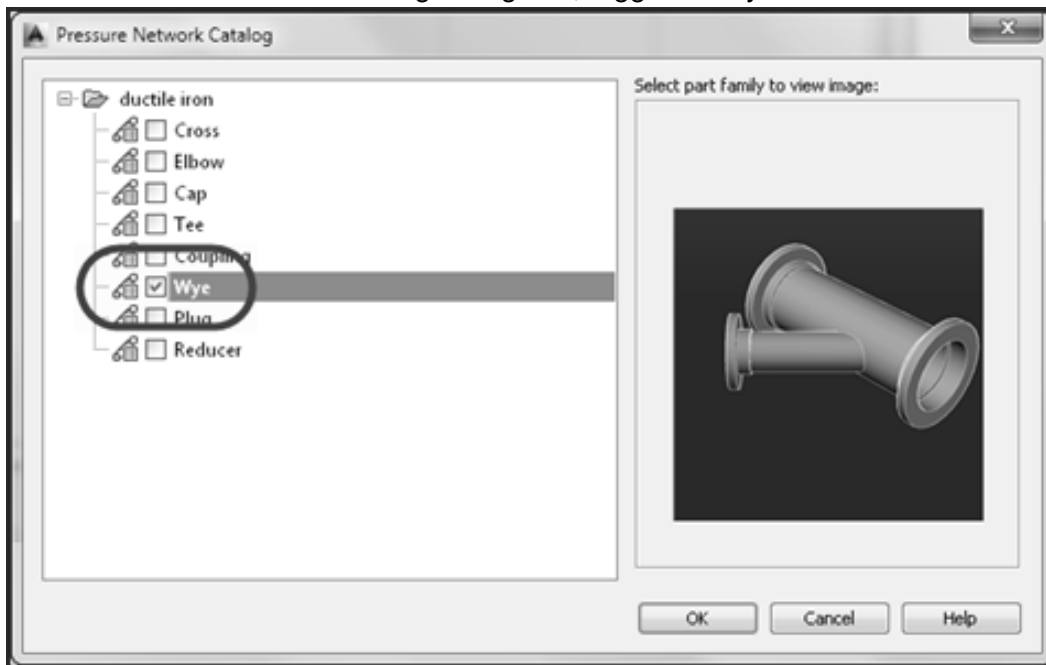 Pressure Network Catalog
ductile iron
Cross
Elbow
Cap
Tee
Coupling
Wye
Plug
Reducer
Select part family to view image:
OK
Cancel
Help